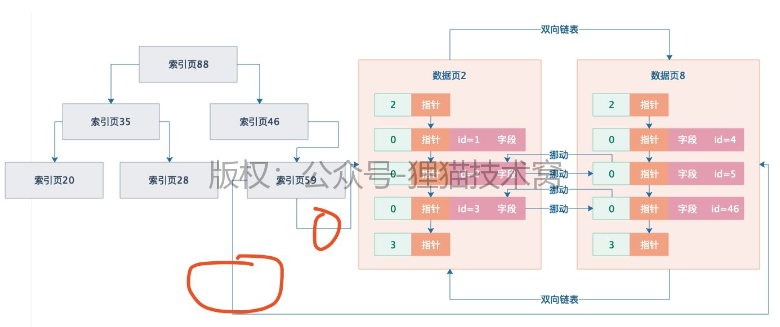 双向链表
索引页88
数据页2
数据页8
2 指针
2 指针
索引页35
索引页46
0 指针 id=1 字段
0 指针 字段 id=4
挪动
索引页20
索引页28
索引页59
0 指针
挪动
0 指针 字段 id=5
版权：公众号-狸猫技术窝
挪动
0 指针 id=3 字段
挪动
0 指针 字段 id=46
3 指针
3 指针
双向链表